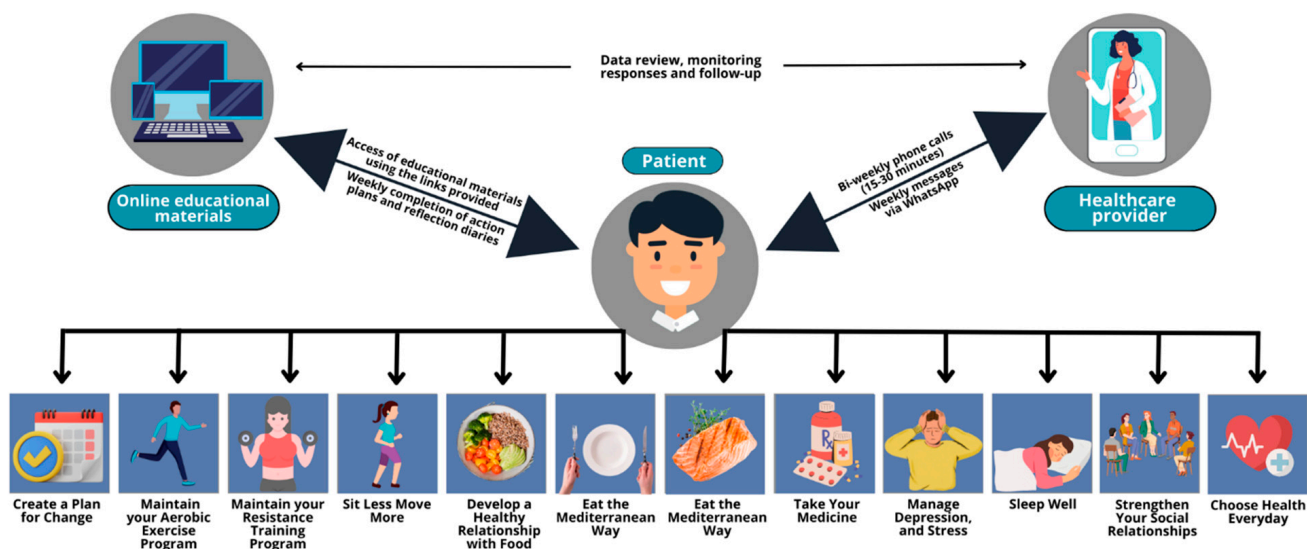 Data review, monitoring
responses and follow-up
Online educational
materials
Access of educational materials
using the links provided
Weekly completion of action
plans and reflection diaries
Patient
Bi-weekly phone calls
(15-30 minutes)
Weekly messages
via WhatsApp
Healthcare
provider
Rx
Create a Plan
for Change
Maintain
your Aerobic
Exercise
Program
Maintain your
Resistance
Training
Program
Sit Less Move
More
Develop a
Healthy
Relationship
with Food
Eat the
Mediterranean
Way
Eat the
Mediterranean
Way
Take Your
Medicine
Manage
Depression,
and Stress
Sleep Well
Strengthen
Your Social
Relationships
Choose Health
Everyday